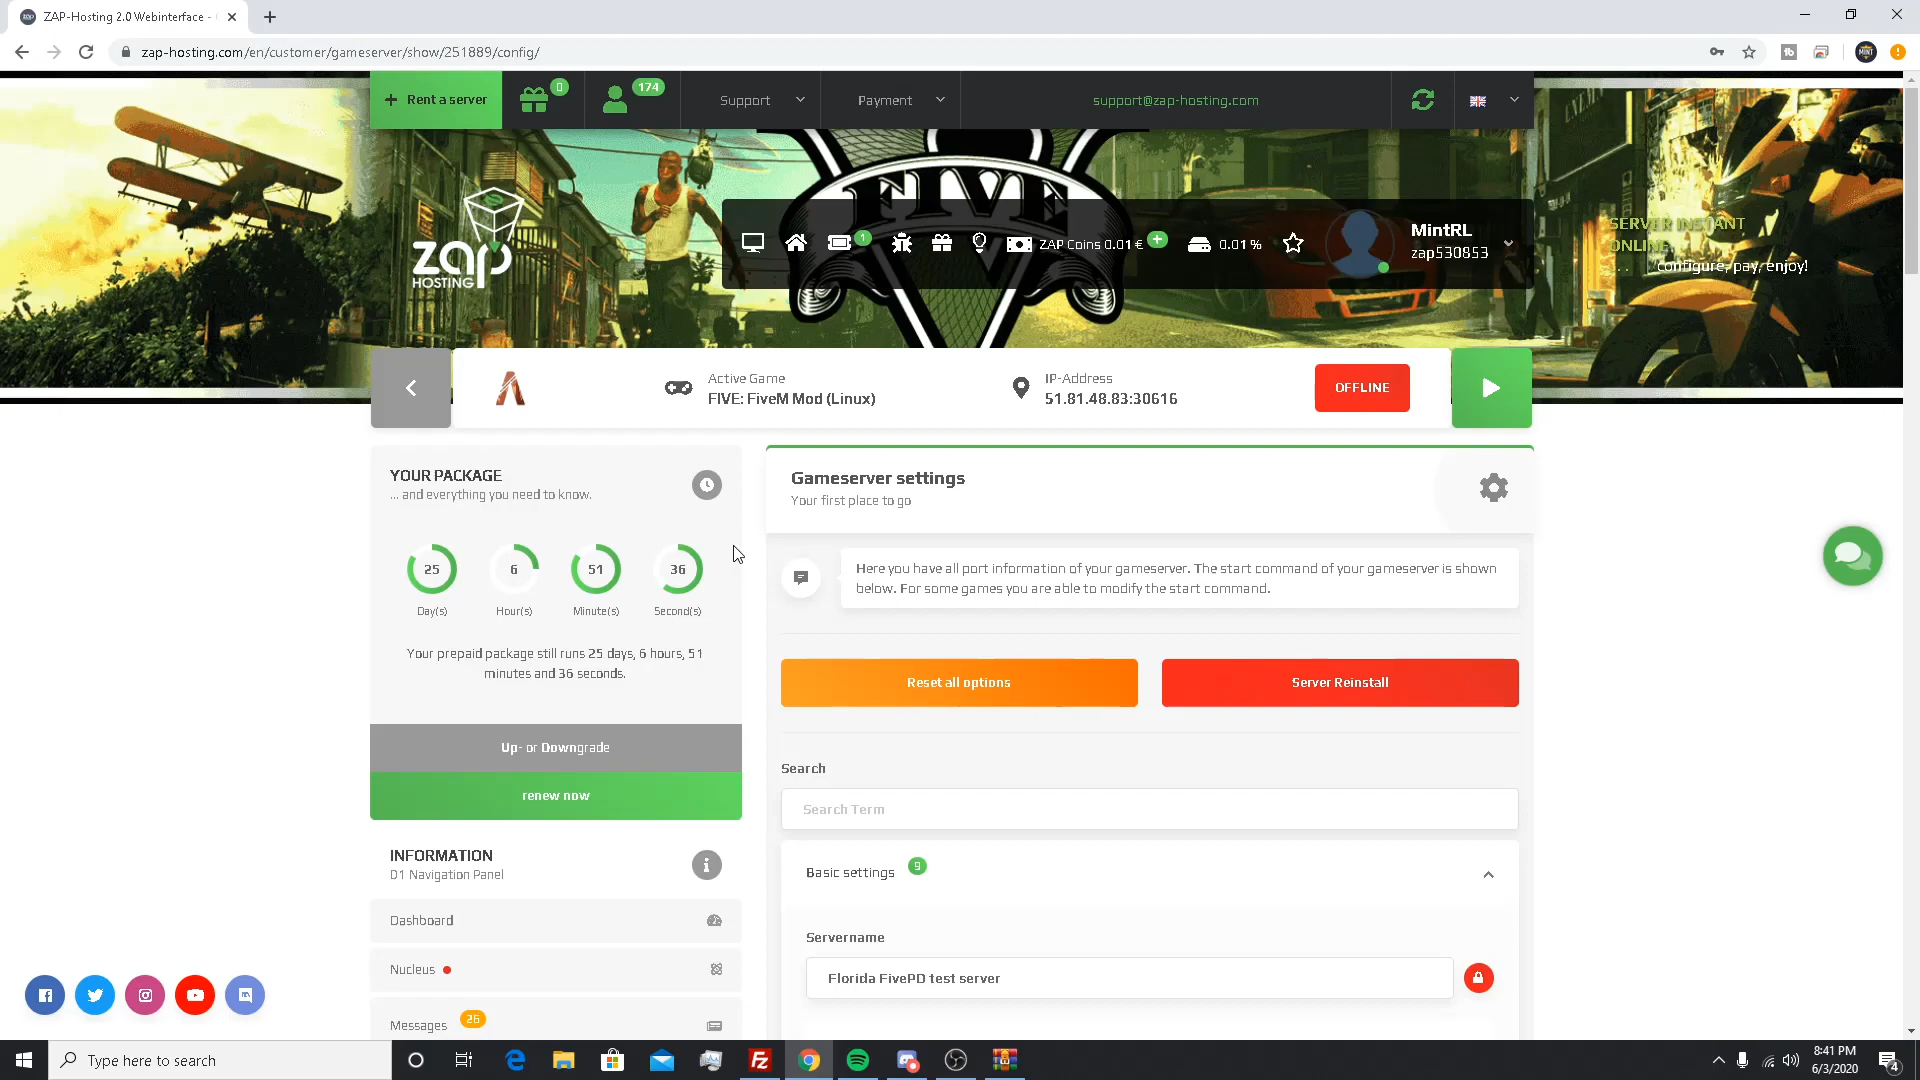 ZAP-Hosting 2.0 Webinterface -
zap-hosting.com/en/customer/gameserver/show/251889/config/
Rent a server
0
174
Support
Payment
support@zap-hosting.com
FIVE
zap
HOSTING
1
ZAP Coins 0.01 €
0.01 %
MintRL
zap530853
SERVER INSTANT
ONLINE
configure, pay, enjoy!
Active Game
FIVE: FiveM Mod (Linux)
IP-Address
51.81.48.83:30616
OFFLINE
YOUR PACKAGE
... and everything you need to know.
25
6
51
36
Day(s)
Hour(s)
Minute(s)
Second(s)
Your prepaid package still runs 25 days, 6 hours, 51
minutes and 36 seconds.
Up- or Downgrade
renew now
INFORMATION
D1 Navigation Panel
Dashboard
Nucleus
Messages
26
Gameserver settings
Your first place to go
Here you have all port information of your gameserver. The start command of your gameserver is shown
below. For some games you are able to modify the start command.
Reset all options
Server Reinstall
Search
Search Term
Basic settings
9
Servername
Florida FivePD test server
Type here to search
8:41 PM
6/3/2020
4